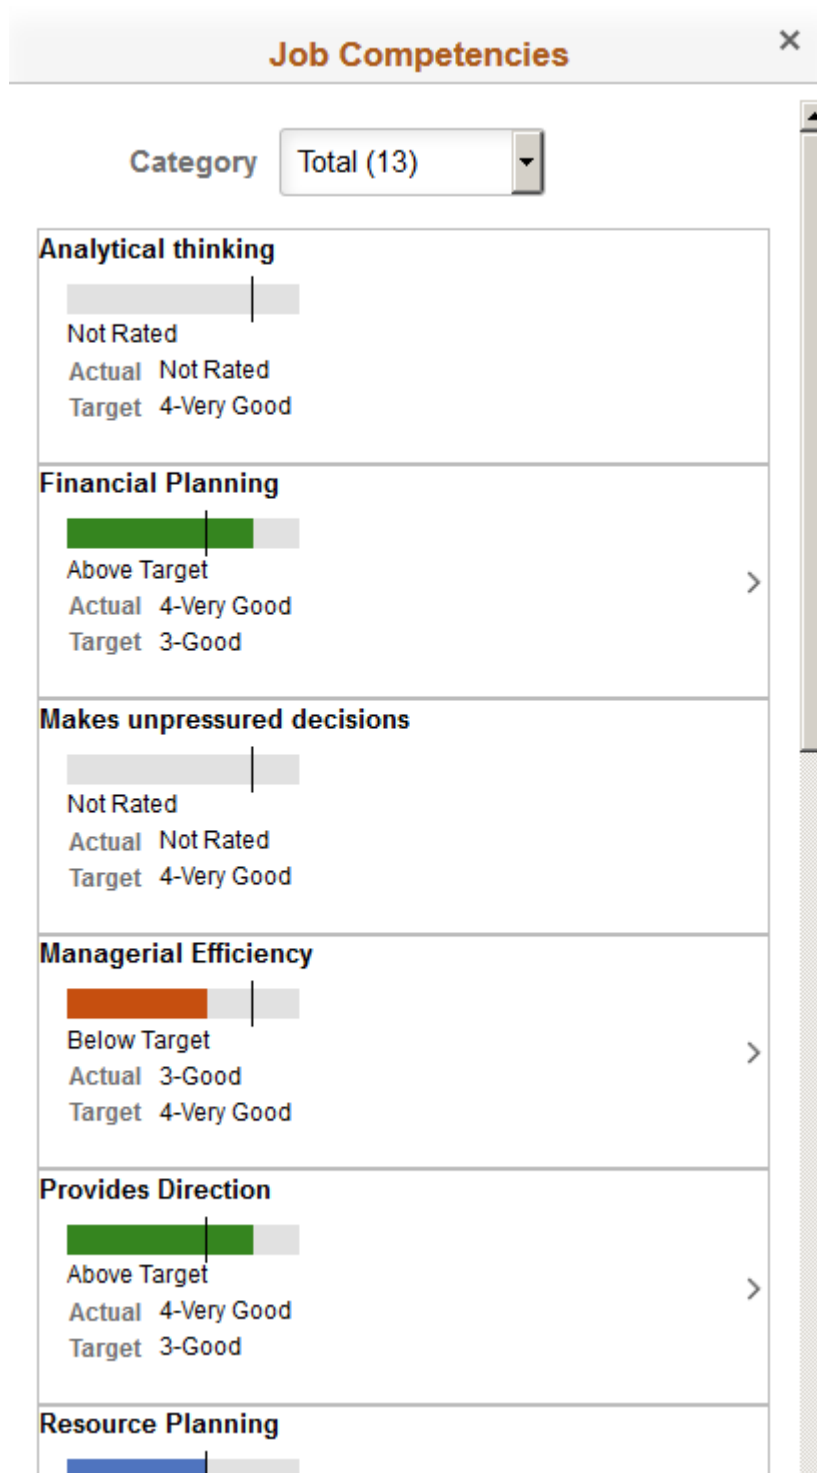 Job Competencies ×
Category Total (13)
Analytical thinking
Not Rated
Actual Not Rated
Target 4-Very Good
Financial Planning
Above Target
Actual 4-Very Good
Target 3-Good
Makes unpressured decisions
Not Rated
Actual Not Rated
Target 4-Very Good
Managerial Efficiency
Below Target
Actual 3-Good
Target 4-Very Good
Provides Direction
Above Target
Actual 4-Very Good
Target 3-Good
Resource Planning